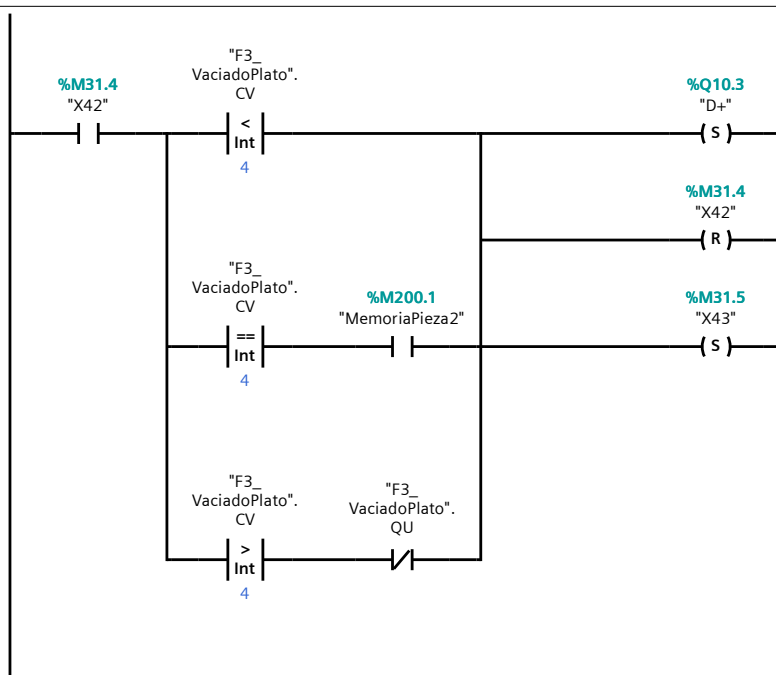 "F3_
VaciadoPlato".
CV
%M31.4
"X42"
<
Int
4
%Q10.3
"D+"
S
%M31.4
"X42"
R
"F3_
VaciadoPlato".
CV
%M200.1
"MemoriaPieza2"
==
Int
4
%M31.5
"X43"
S
"F3_
VaciadoPlato".
CV
"F3_
VaciadoPlato".
QU
>
Int
4